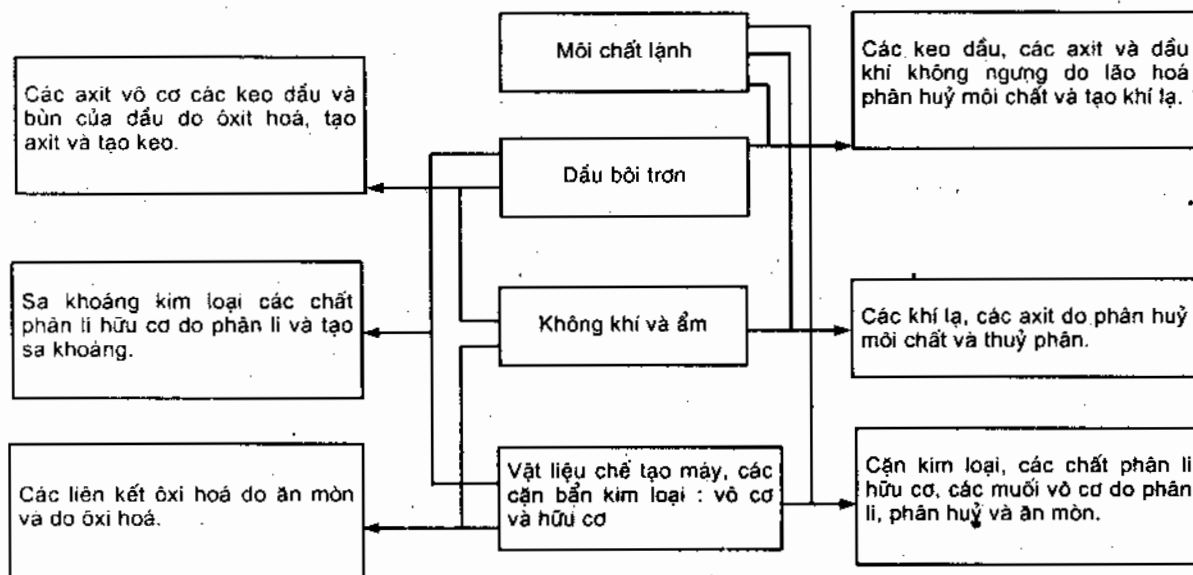 Các axit vô cơ các keo dầu và
bùn của dầu do ôxit hoá, tạo
axit và tạo keo.
Sa khoáng kim loại các chất
phân li hữu cơ do phân li và tạo
sa khoáng.
Các liên kết ôxi hoá do ăn mòn
và do ôxi hoá.
Môi chất lạnh
Dầu bôi trơn
Không khí và ẩm
Vật liệu chế tạo máy, các
cặn bẩn kim loại : vô cơ
và hữu cơ
Các keo dầu, các axit và dầu
khí không ngưng do lão hoá
phân huỷ môi chất và tạo khí lạ.
Các khí lạ, các axit do phân huỷ
môi chất và thuỷ phân.
Cặn kim loại, các chất phân li
hữu cơ, các muối vô cơ do phân
li, phân huỷ và ăn mòn.